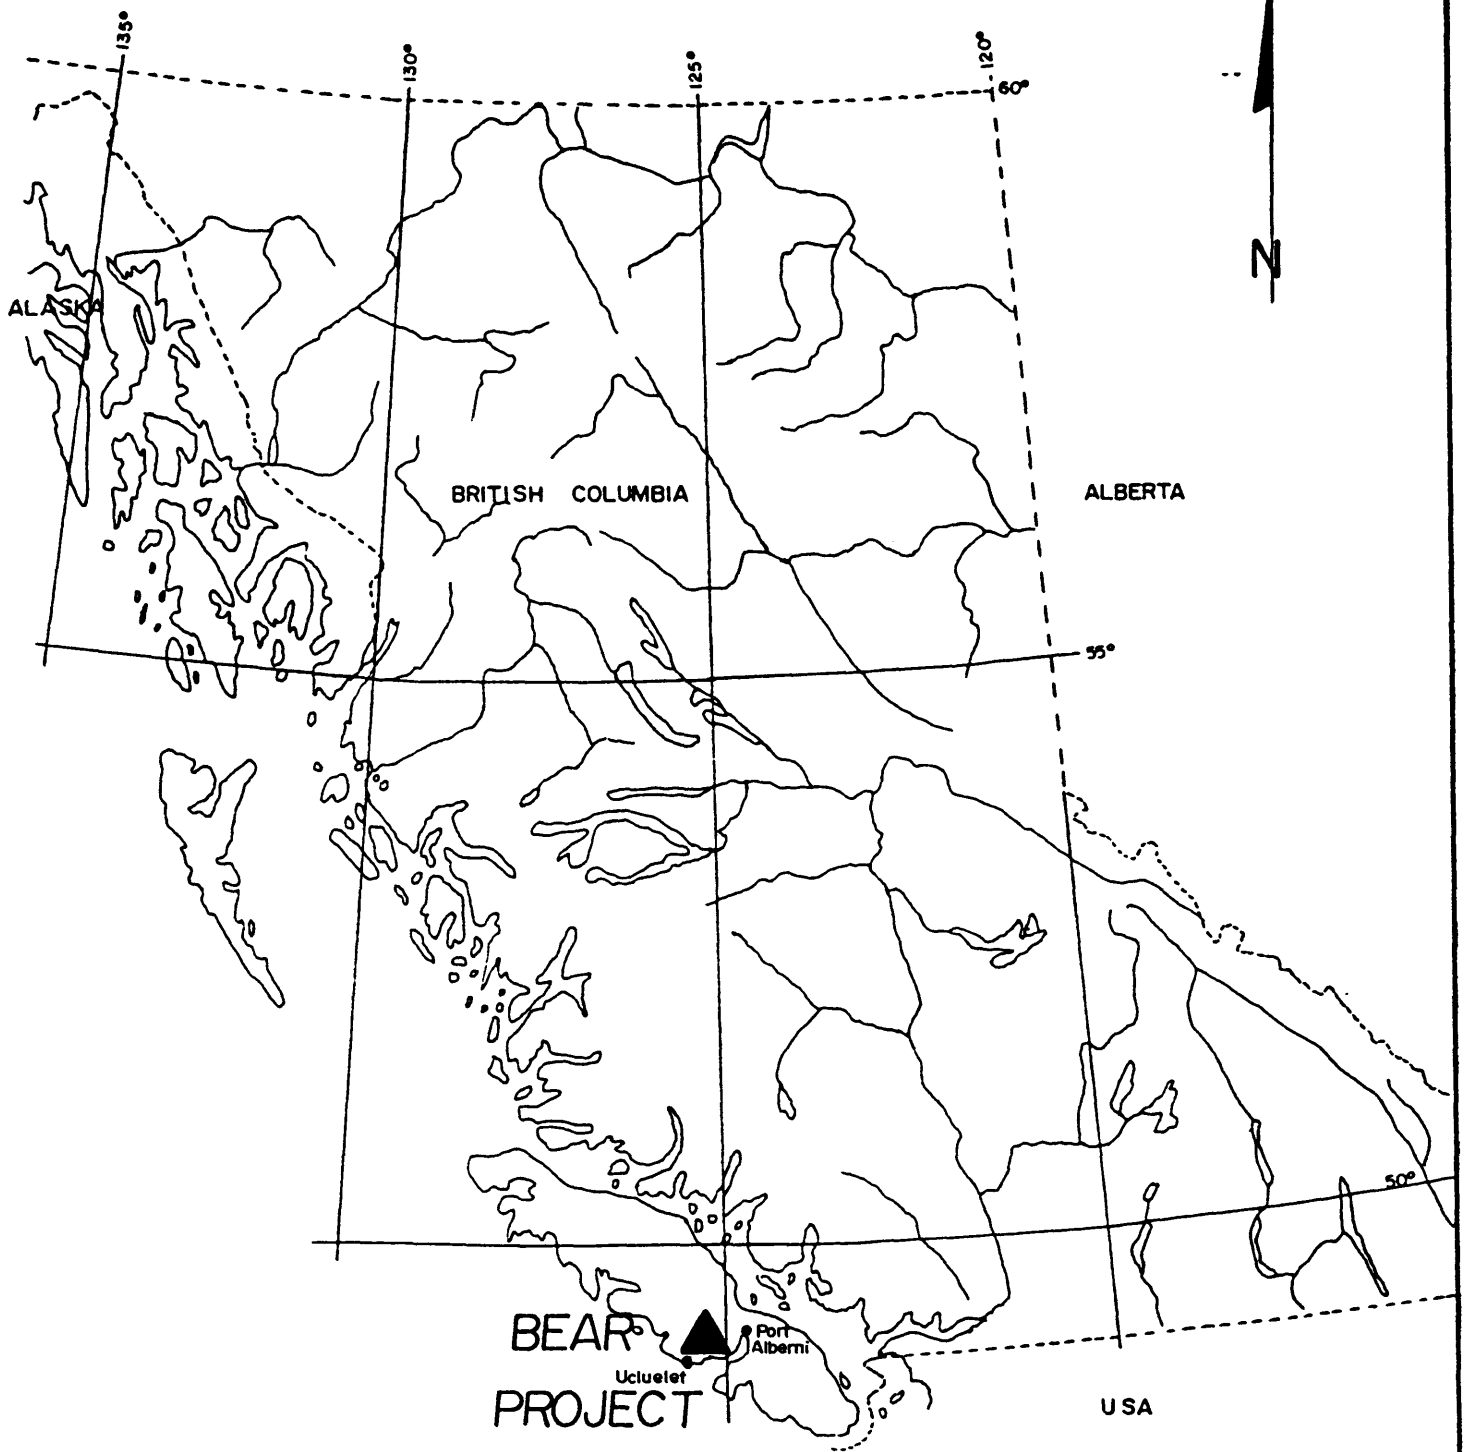 135°
130°
125°
120°
60°
N
ALASKA
BRITISH COLUMBIA
ALBERTA
55°
50°
BEAR
Port
Alberni
Ucluelet
PROJECT
USA